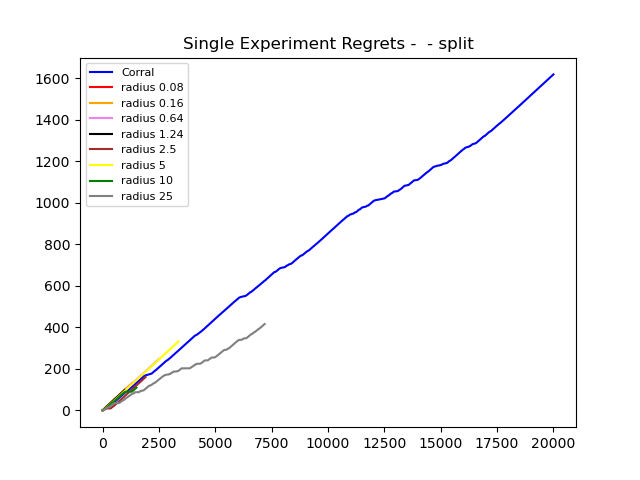 Single Experiment Regrets -  - split
Corral
radius 0.08
radius 0.16
radius 0.64
radius 1.24
radius 2.5
radius 5
radius 10
radius 25
1600
1400
1200
1000
800
600
400
200
0
0 2500 5000 7500 10000 12500 15000 17500 20000